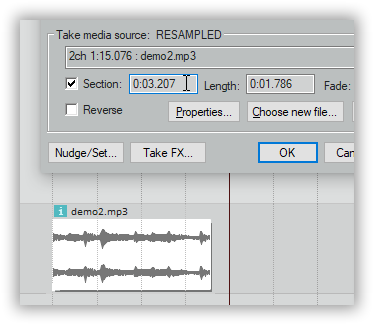 Take media source: RESAMPLED
2ch 1:15.076 : demo2.mp3
Section: 0:03.207 Length: 0:01.786 Fade:
Reverse Properties... Choose new file...
Nudge/Set... Take FX... OK Can
i demo2.mp3